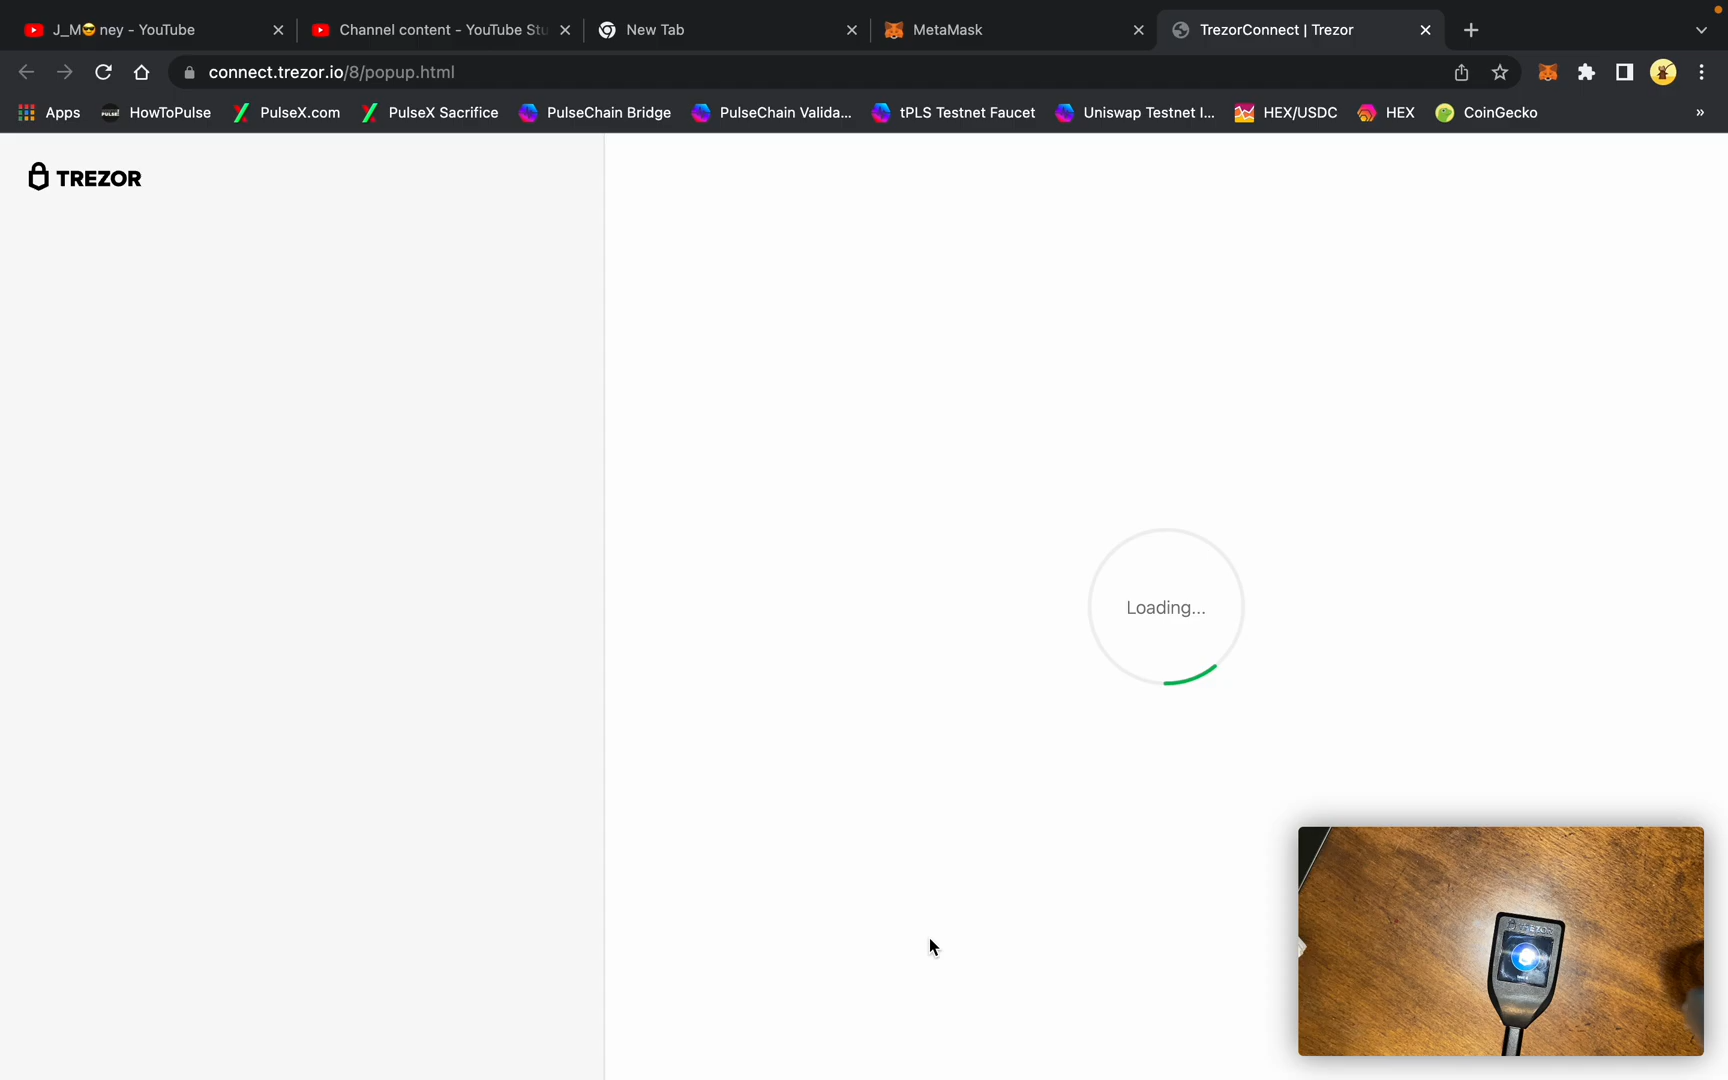 J_M😎 ney - YouTube
Channel content - YouTube Stu
New Tab
MetaMask
TrezorConnect | Trezor
connect.trezor.io/8/popup.html
Apps
HowToPulse
PulseX.com
PulseX Sacrifice
PulseChain Bridge
PulseChain Valida...
tPLS Testnet Faucet
Uniswap Testnet I...
HEX/USDC
HEX
CoinGecko
»
TREZOR
Loading...
TREZOR